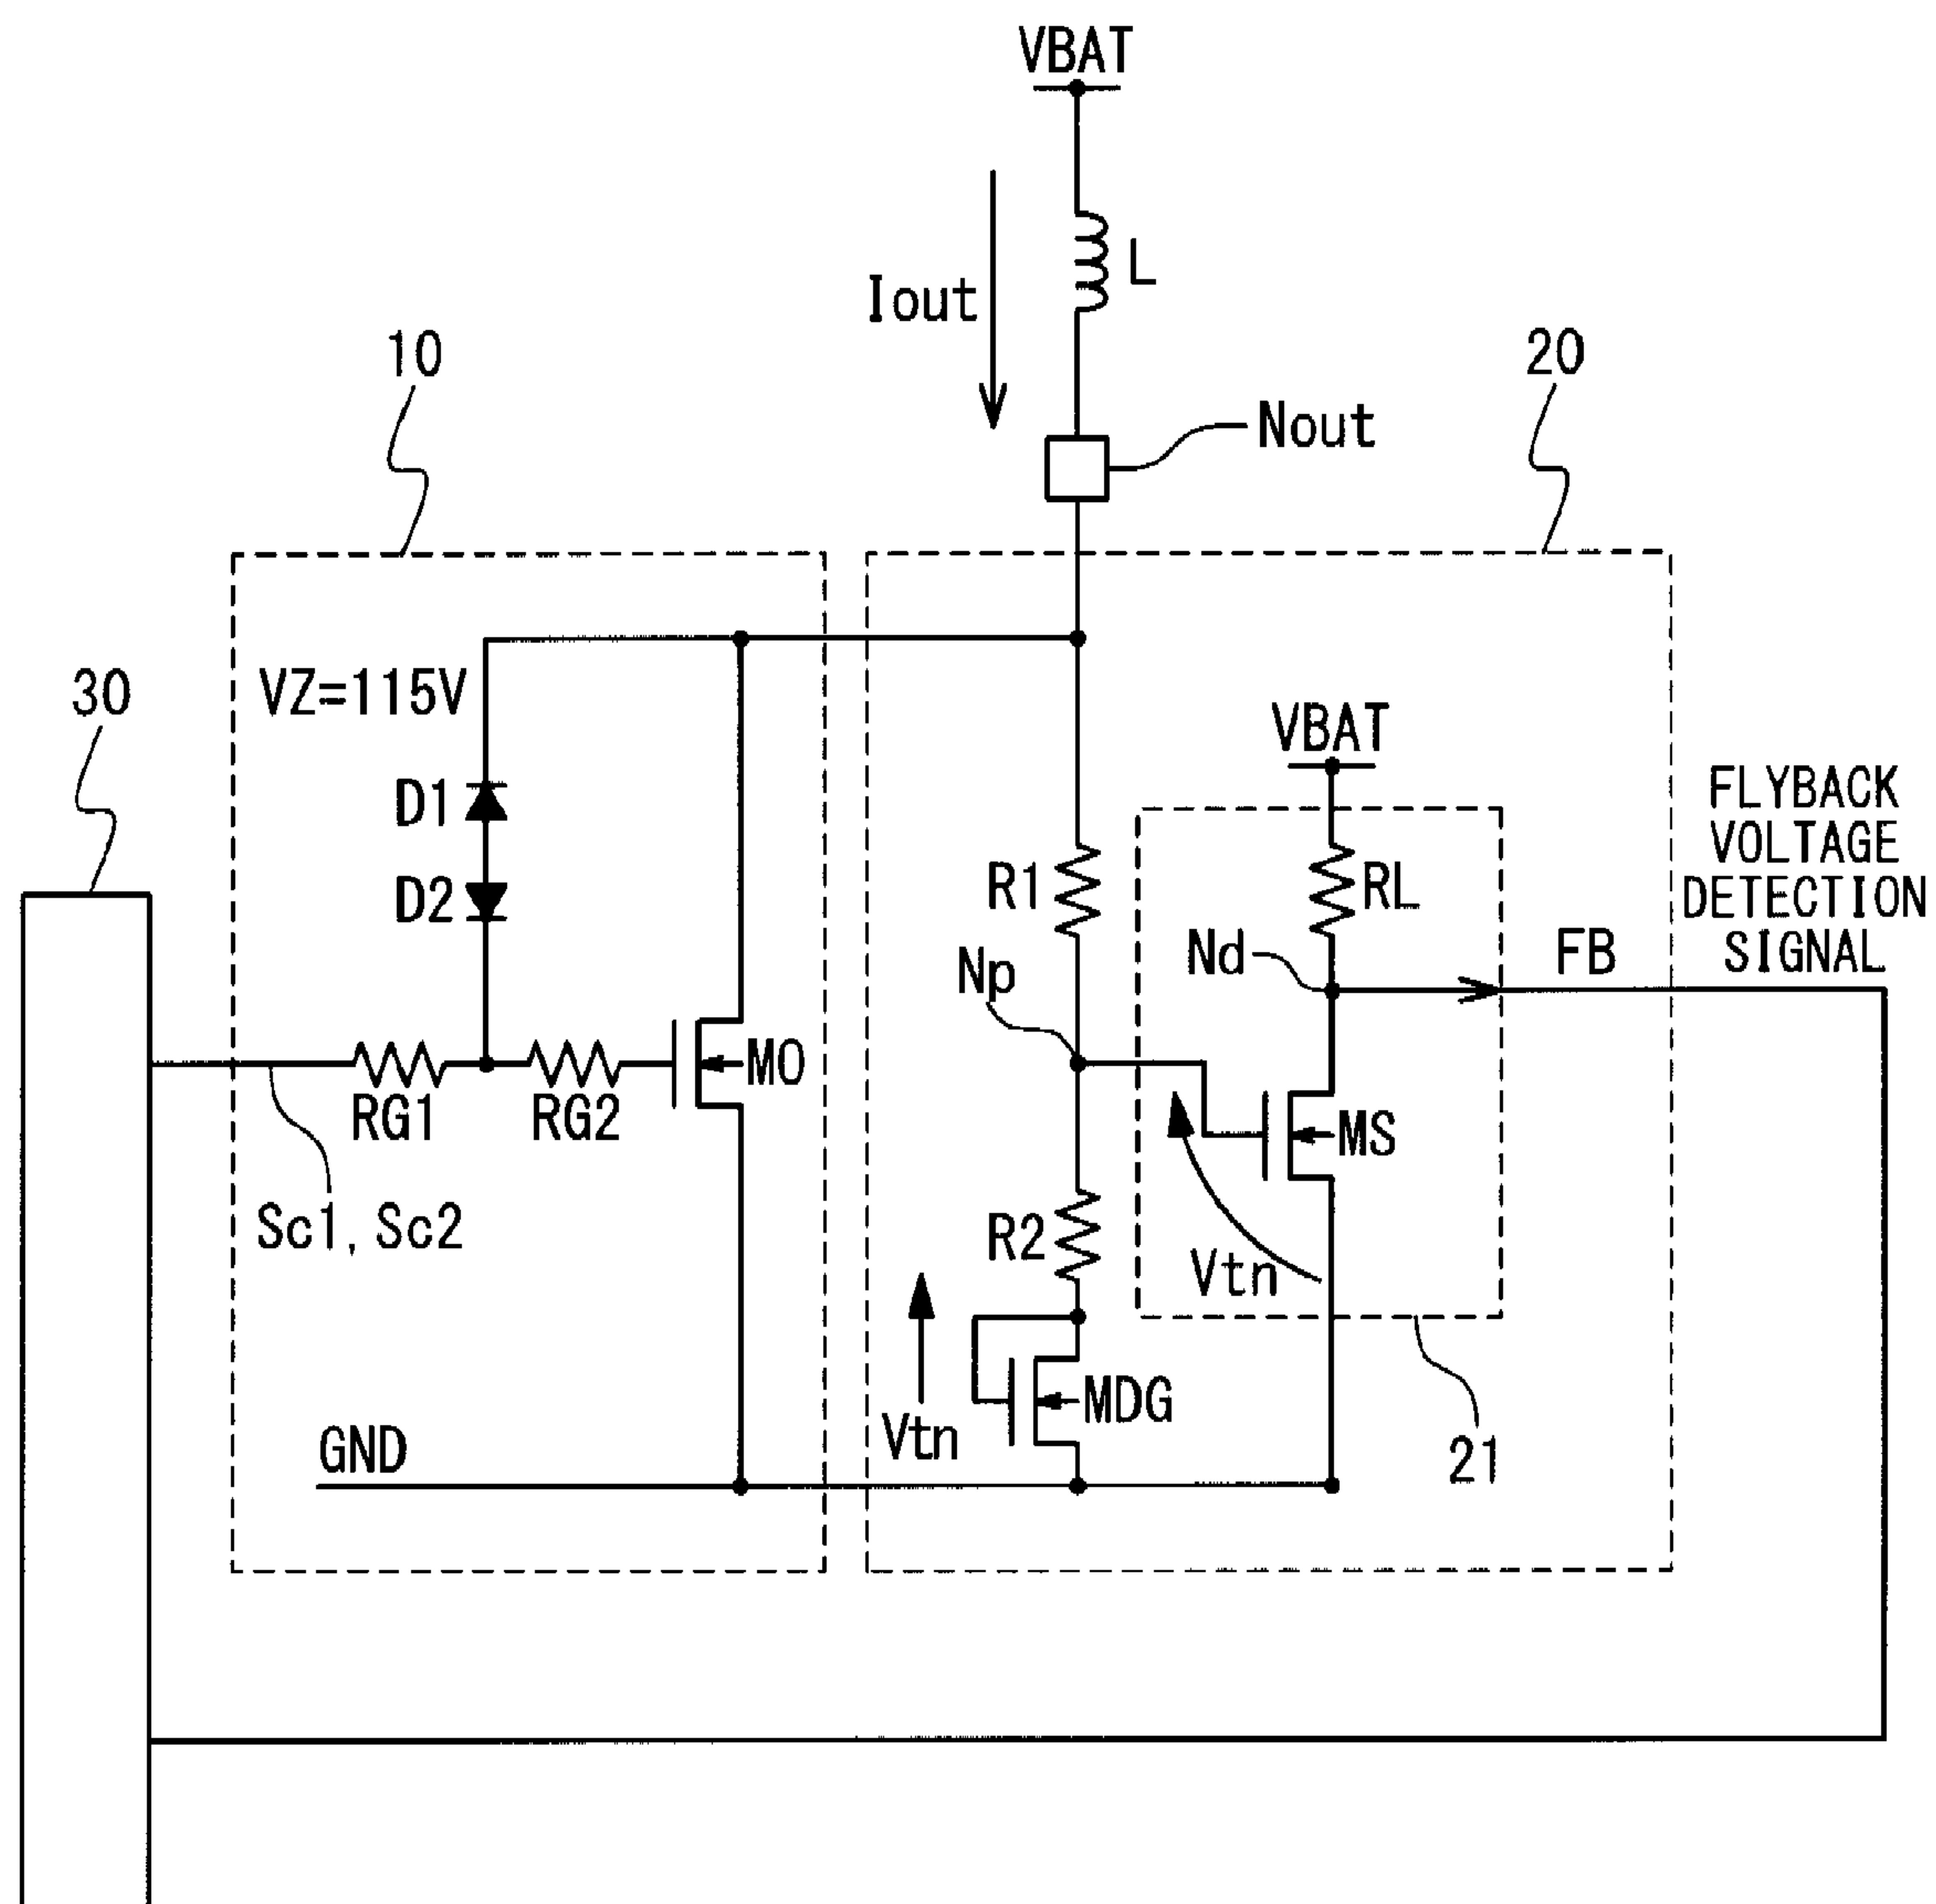 VBAT
L
Iout
10
20
Nout
30
VZ=115V
VBAT
D1
D2
R1
RL
FLYBACK
VOLTAGE
DETECTION
SIGNAL
Nd
FB
Np
MO
RG1
RG2
MS
Sc1, Sc2
R2
Vtn
Vtn
MDG
GND
21